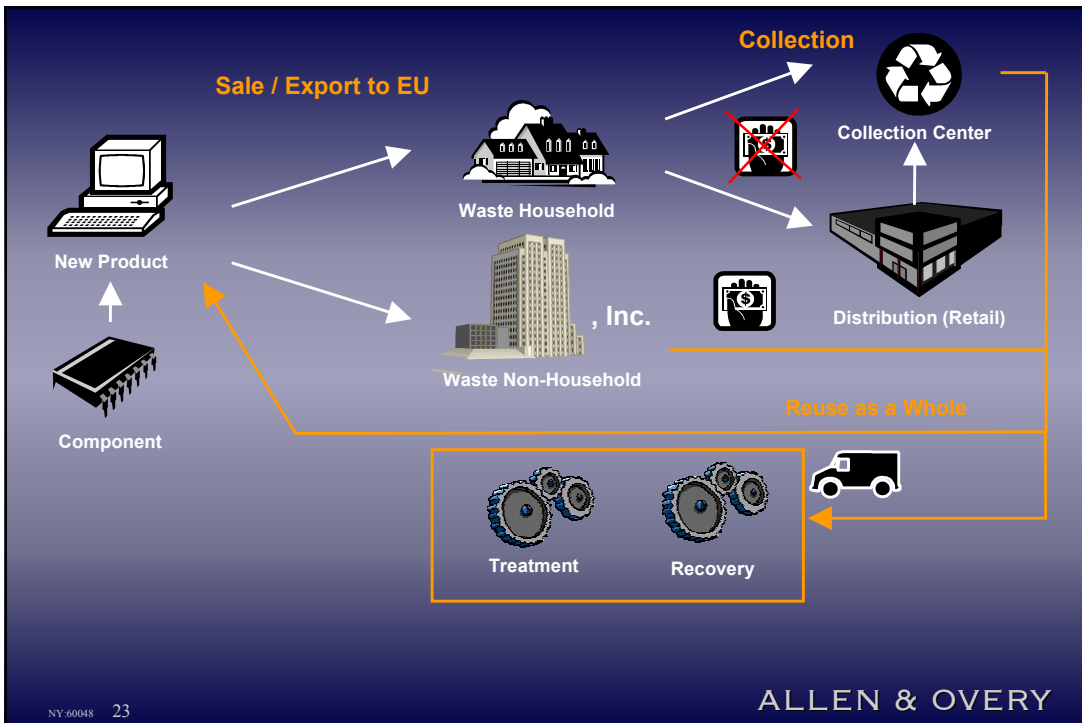 Collection
Sale / Export to EU
Collection Center
Waste Household
New Product
, Inc.
Distribution (Retail)
Waste Non-Household
Reuse as a Whole
Component
Treatment
Recovery
NY:60048 23
ALLEN & OVERY